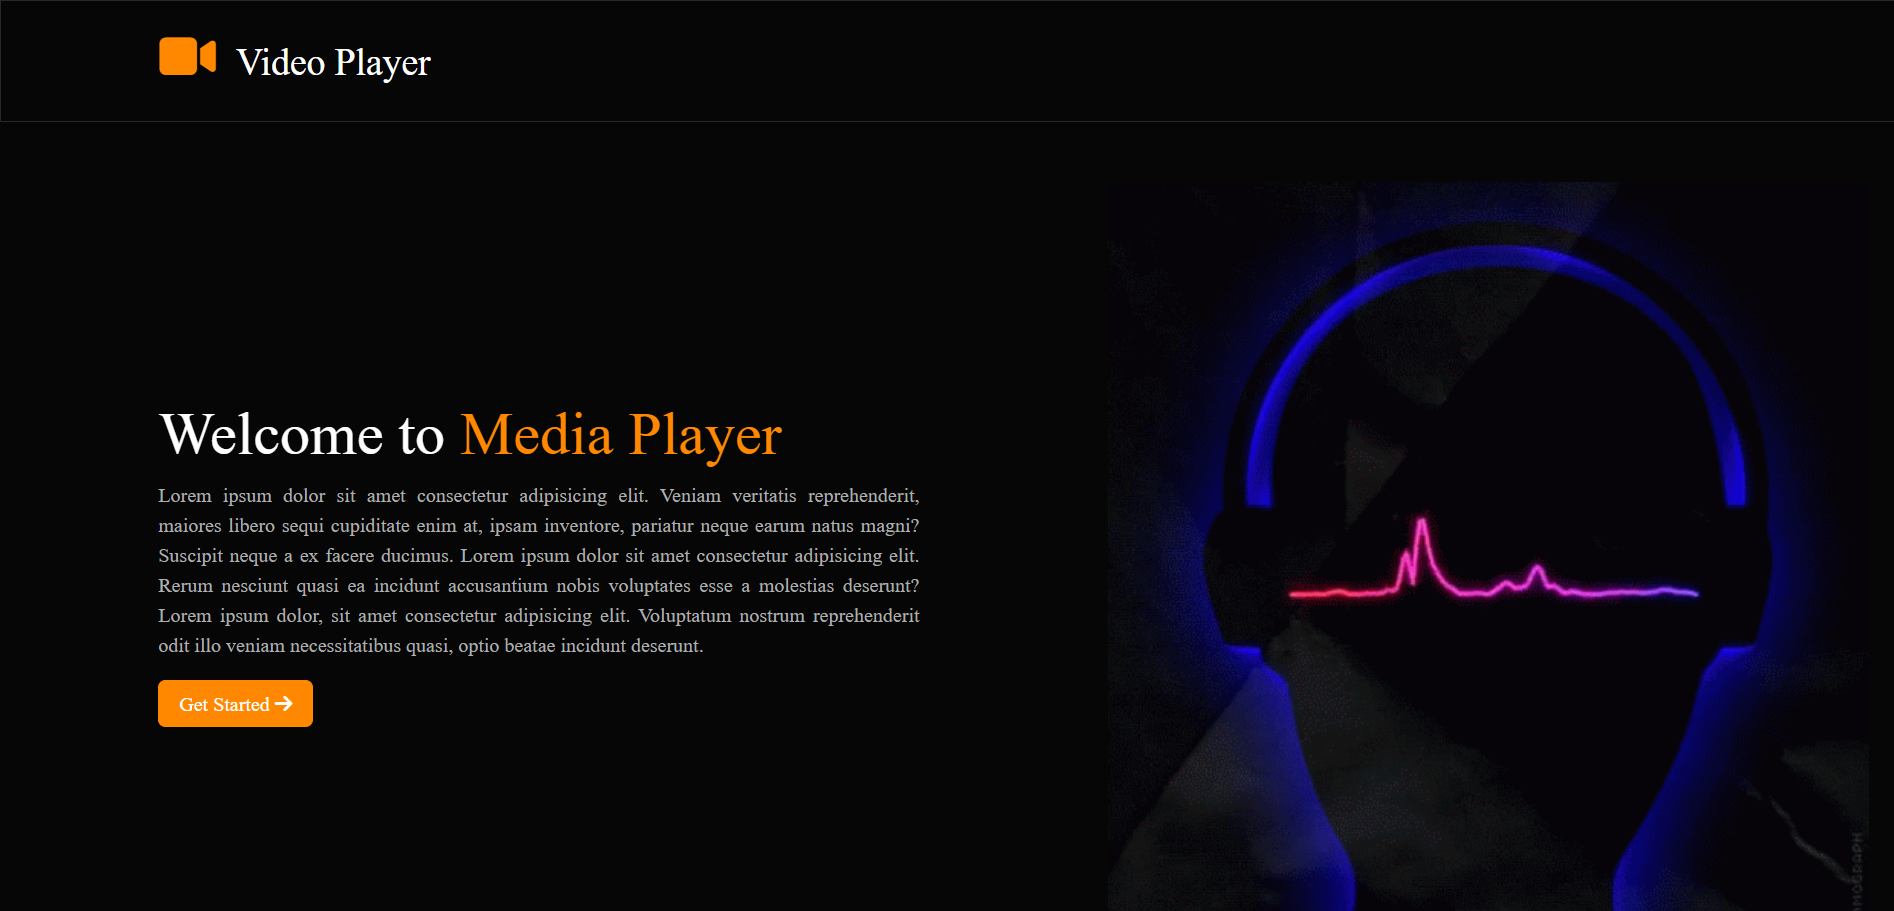 Video Player
Welcome to Media Player
Lorem ipsum dolor sit amet consectetur adipisicing elit. Veniam veritatis reprehenderit,
maiores libero sequi cupiditate enim at, ipsam inventore, pariatur neque earum natus magni?
Suscipit neque a ex facere ducimus. Lorem ipsum dolor sit amet consectetur adipisicing elit.
Rerum nesciunt quasi ea incidunt accusantium nobis voluptates esse a molestias deserunt?
Lorem ipsum dolor, sit amet consectetur adipisicing elit. Voluptatum nostrum reprehenderit
odit illo veniam necessitatibus quasi, optio beatae incidunt deserunt.
Get Started